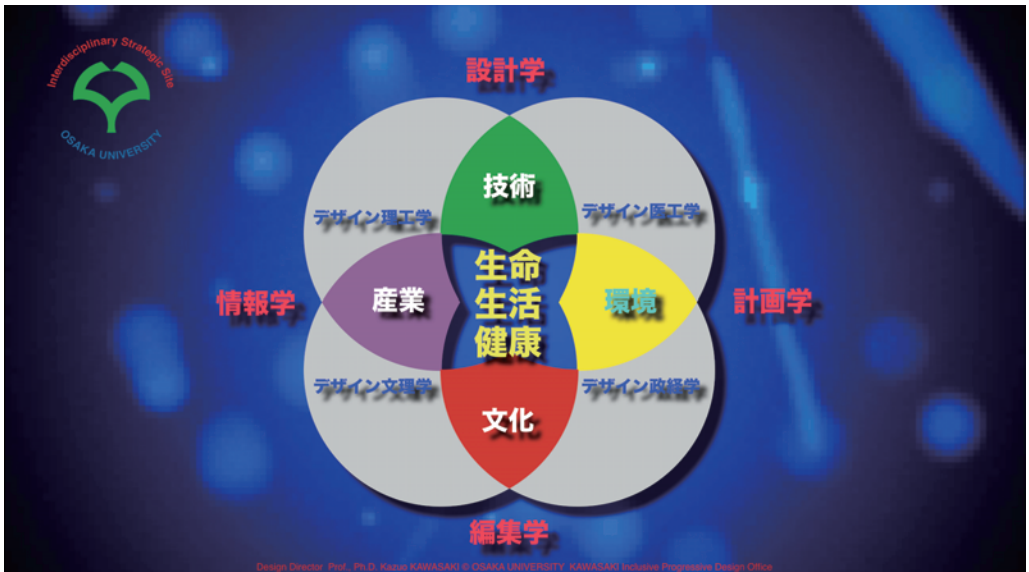 Interdisciplinary Strategic Site
OSAKA UNIVERSITY
設計学
技術
デザイン理工学
デザイン医工学
生命
生活
健康
情報学
産業
環境
計画学
デザイン文理学
デザイン政経学
文化
編集学
Design Director Prof., Ph.D. Kazuo KAWASAKI © OSAKA UNIVERSITY KAWASAKI Inclusive Progressive Design Office